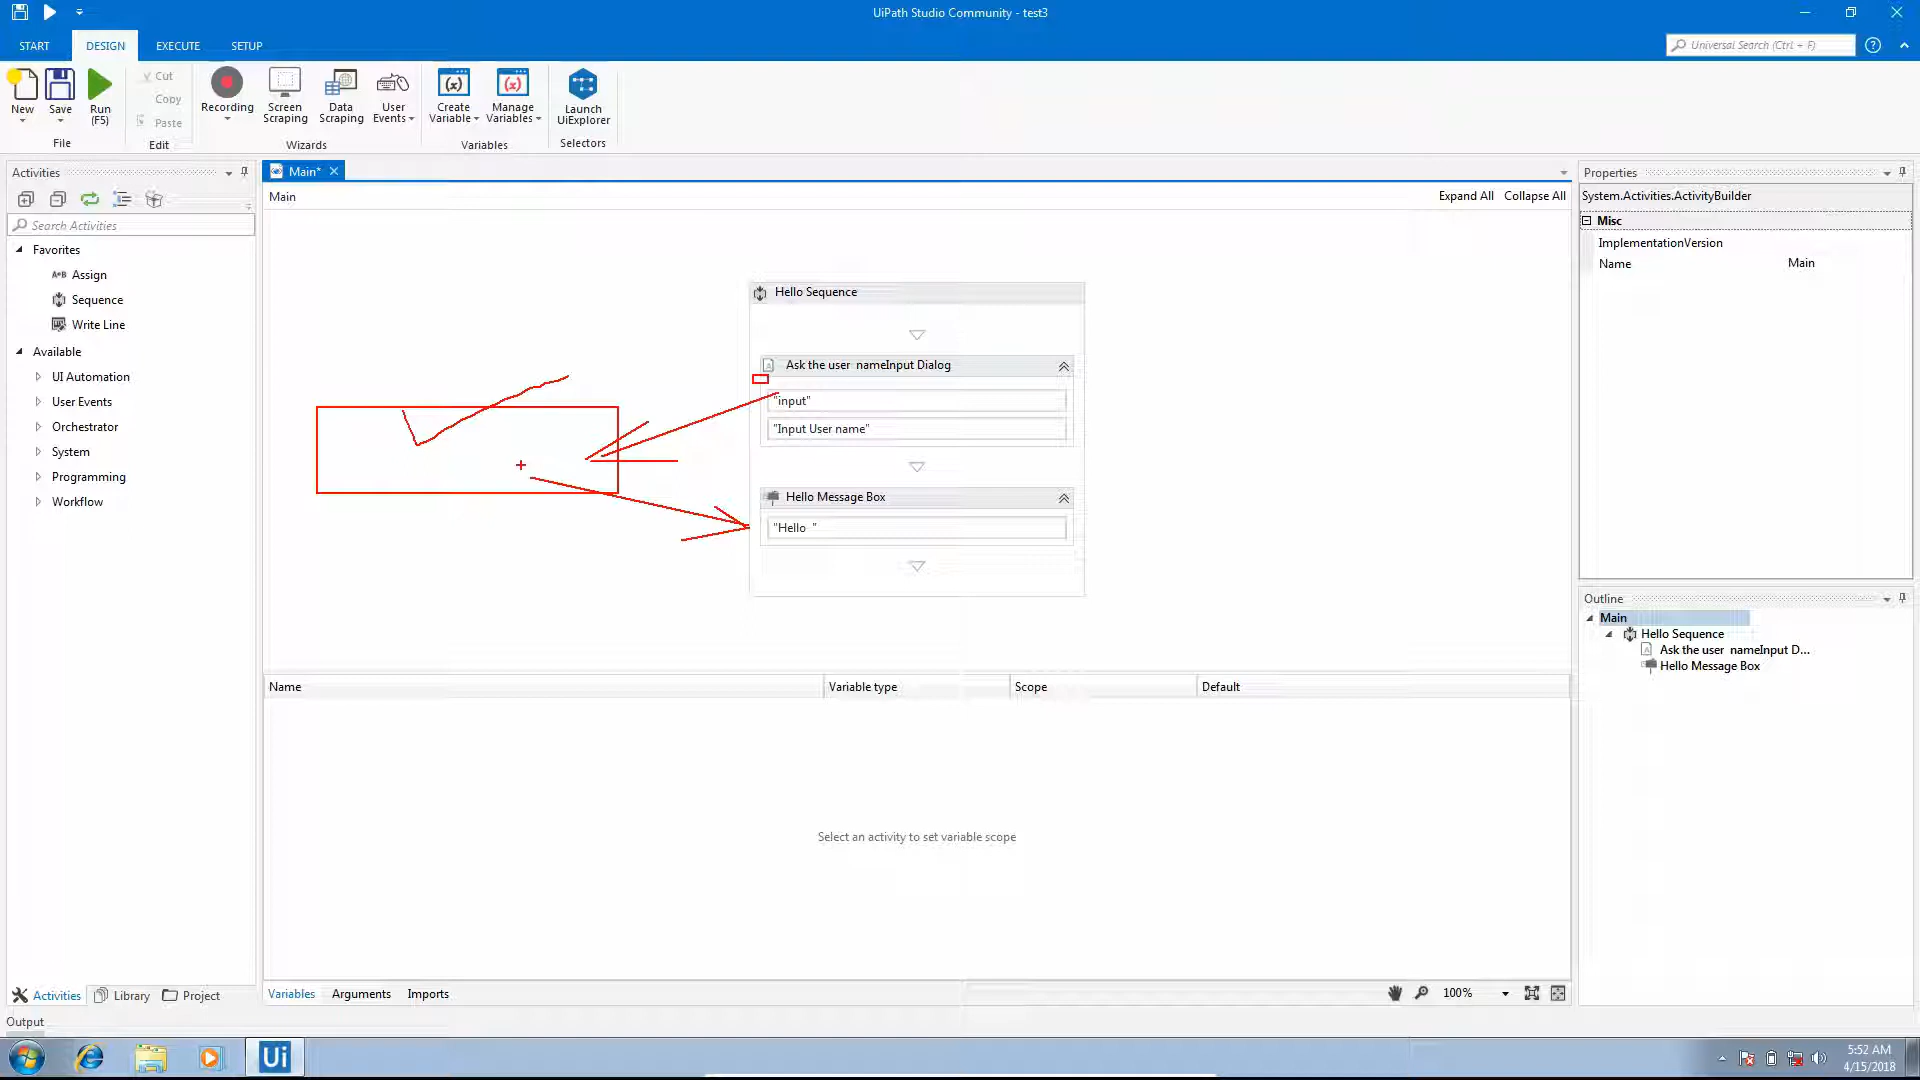 UiPath Studio Community - test3
START DESIGN EXECUTE SETUP
Universal Search (Ctrl + F)
New
Save
Run
(F5)
File
Cut
Copy
Paste
Edit
Recording
Screen
Scraping
Data
Scraping
User
Events
Wizards
Create
Variable
Manage
Variables
Variables
Launch
UiExplorer
Selectors
Activities
Search Activities
Favorites
A+B Assign
Sequence
Write Line
Available
UI Automation
User Events
Orchestrator
System
Programming
Workflow
Activities Library Project
Output
Main*
Main
Expand All Collapse All
Hello Sequence
Ask the user  nameInput Dialog
"input"
"Input User name"
Hello Message Box
"Hello  "
Name Variable type Scope Default
Select an activity to set variable scope
Variables Arguments Imports
100%
Properties
System.Activities.ActivityBuilder
Misc
ImplementationVersion
Name Main
Outline
Main
Hello Sequence
Ask the user  nameInput D...
Hello Message Box
Ui
5:52 AM
4/15/2018